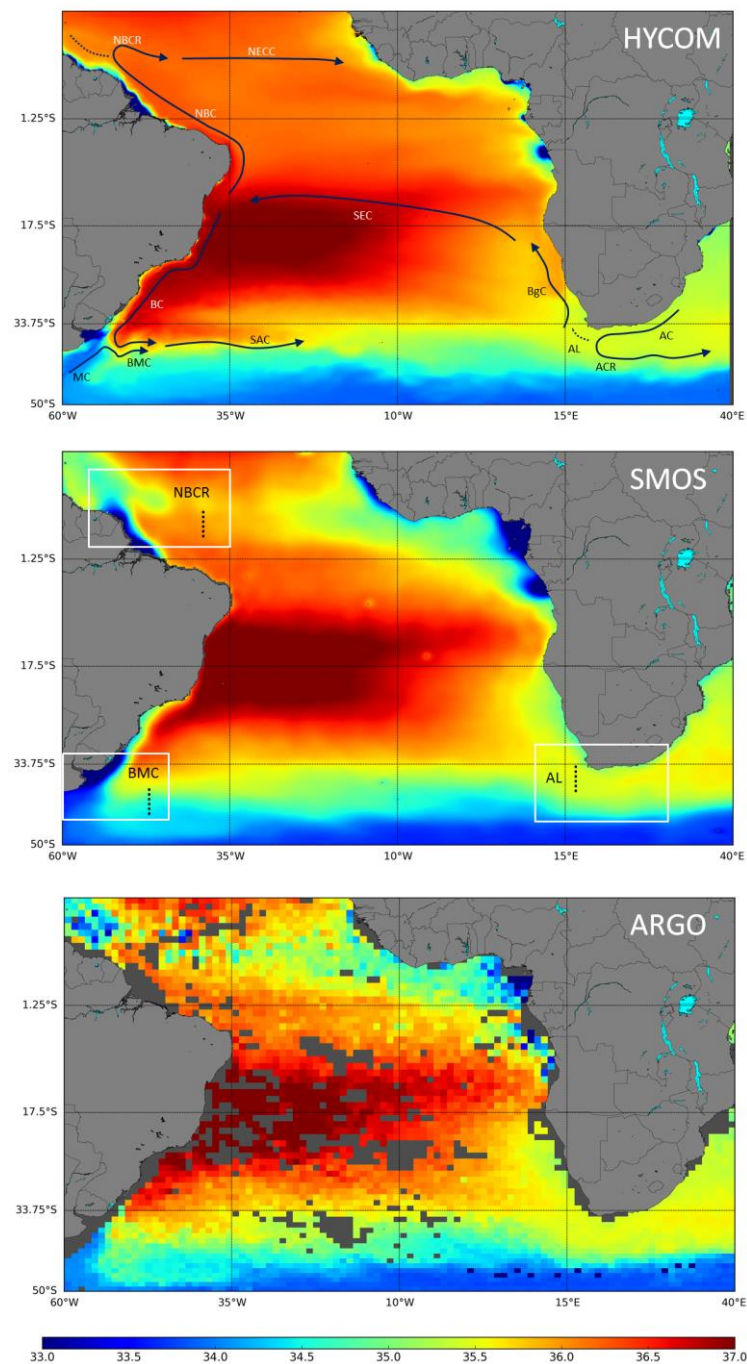 NBCR
NECC
HYCOM
NBC
1.25°S
SEC
17.5°S
BgC
BC
33.75°S
SAC
AL
AC
MC
BMC
ACR
50°S
60°W
35°W
10°W
15°E
40°E
SMOS
NBCR
1.25°S
17.5°S
33.75°S
BMC
AL
50°S
60°W
35°W
10°W
15°E
40°E
ARGO
1.25°S
17.5°S
33.75°S
50°S
60°W
35°W
10°W
15°E
40°E
33.0
33.5
34.0
34.5
35.0
35.5
36.0
36.5
37.0